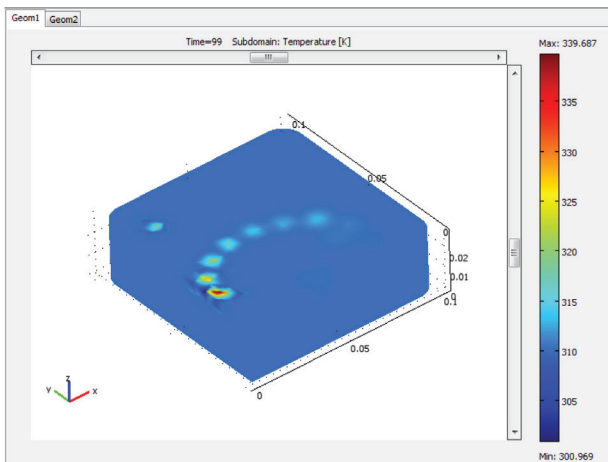 Geom1 Geom2
Time=99 Subdomain: Temperature [K]
Max: 339.687
335
330
325
320
315
310
305
Min: 300.969
0.1
0.05
0
0.02
0.01
0
0.1
0.05
0
z
y
x